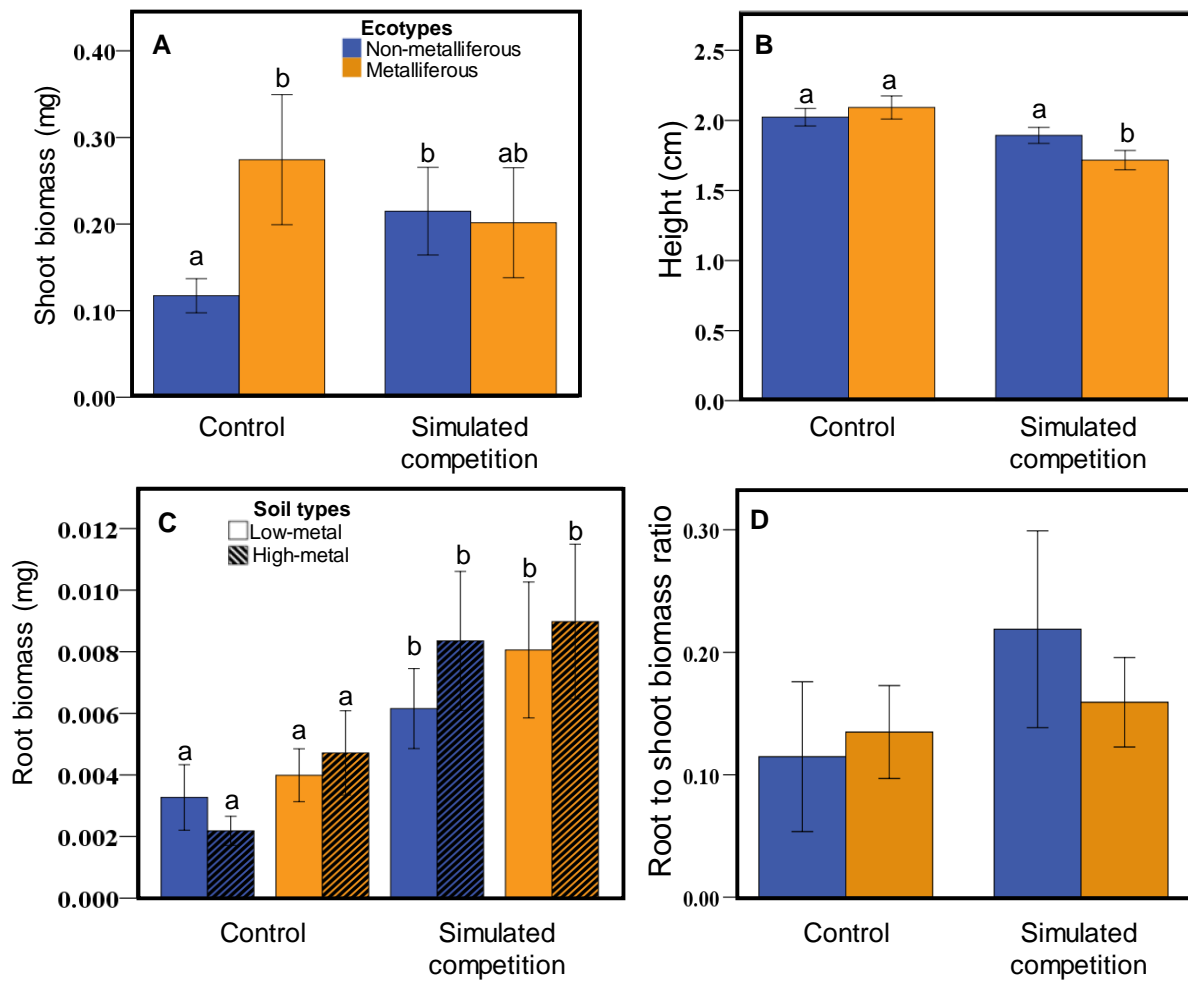 A
Ecotypes
Non-metalliferous
Metalliferous
Shoot biomass (mg)
0.40
0.30
0.20
0.10
0.00
a
b
b
ab
Control
Simulated
competition
B
Height (cm)
2.5
2.0
1.5
1.0
0.5
0.0
a
a
a
b
Control
Simulated
competition
C
Soil types
Low-metal
High-metal
Root biomass (mg)
0.012
0.010
0.008
0.006
0.004
0.002
0.000
a
a
a
a
b
b
b
b
Control
Simulated
competition
D
Root to shoot biomass ratio
0.30
0.20
0.10
0.00
Control
Simulated
competition